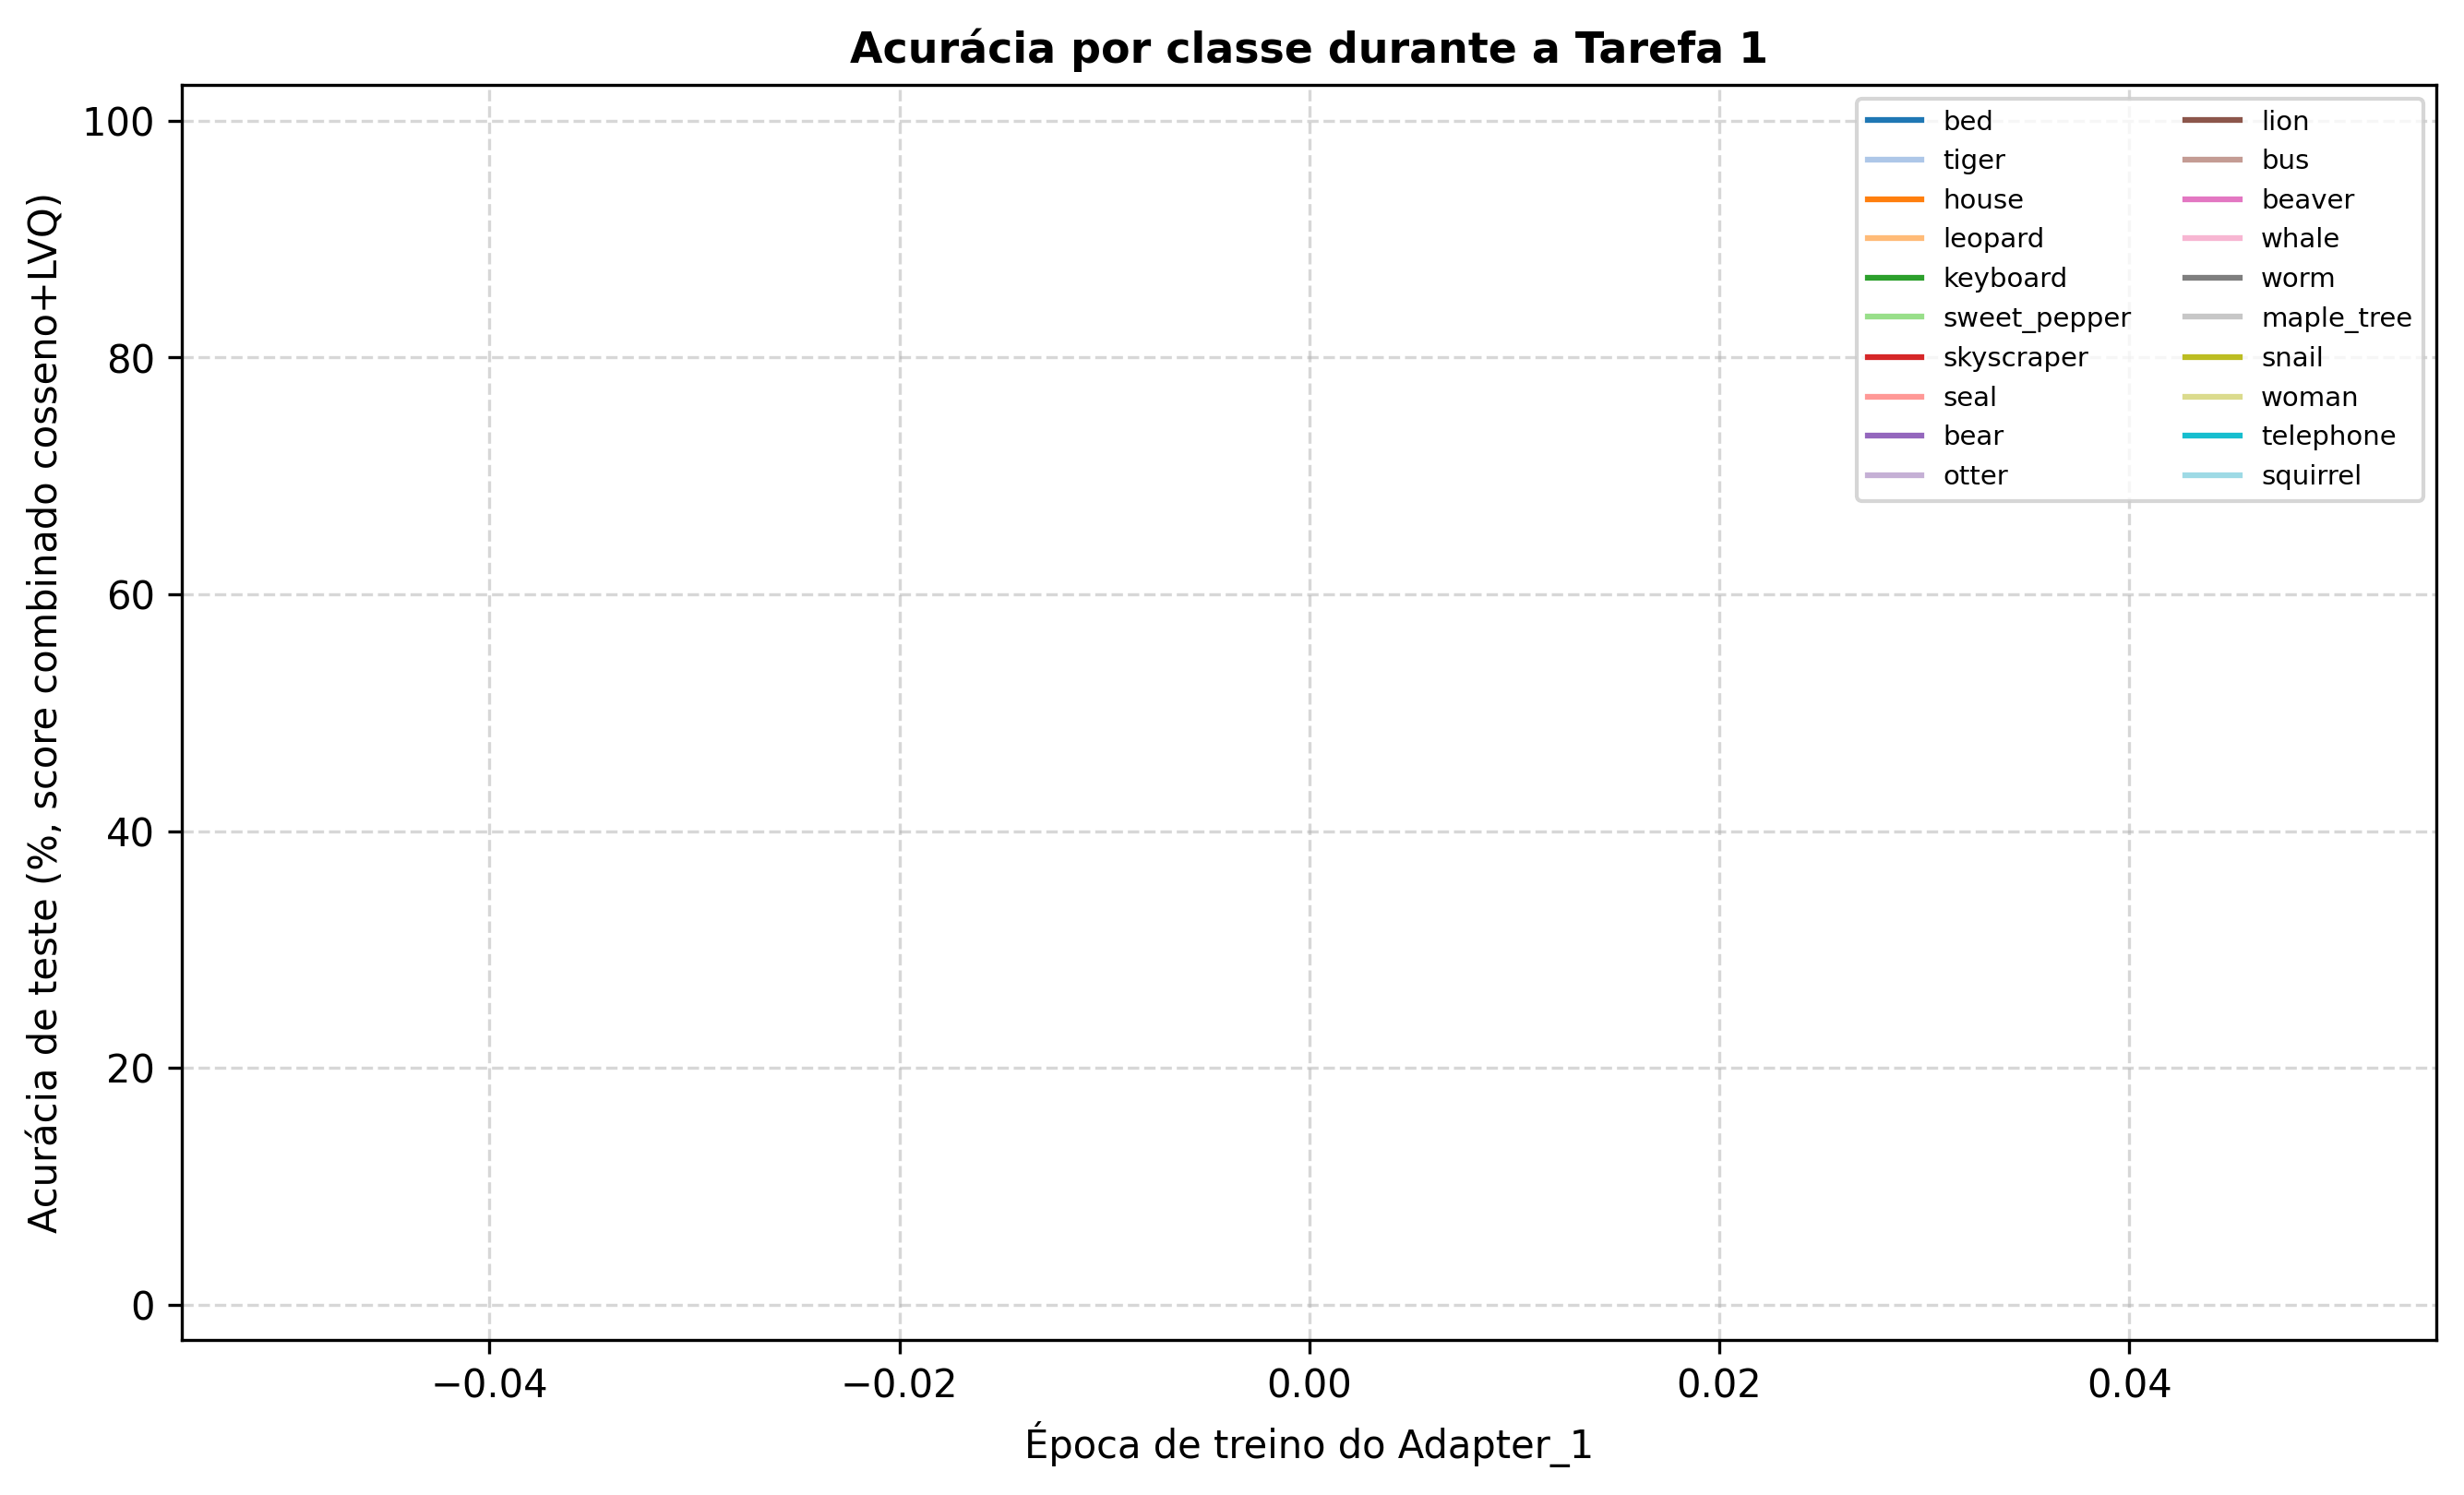 Acurácia por classe durante a Tarefa 1
Acurácia de teste (%, score combinado cosseno+LVQ)
100
80
60
40
20
0
bed
tiger
house
leopard
keyboard
sweet_pepper
skyscraper
seal
bear
otter
lion
bus
beaver
whale
worm
maple_tree
snail
woman
telephone
squirrel
−0.04
−0.02
0.00
0.02
0.04
Época de treino do Adapter_1